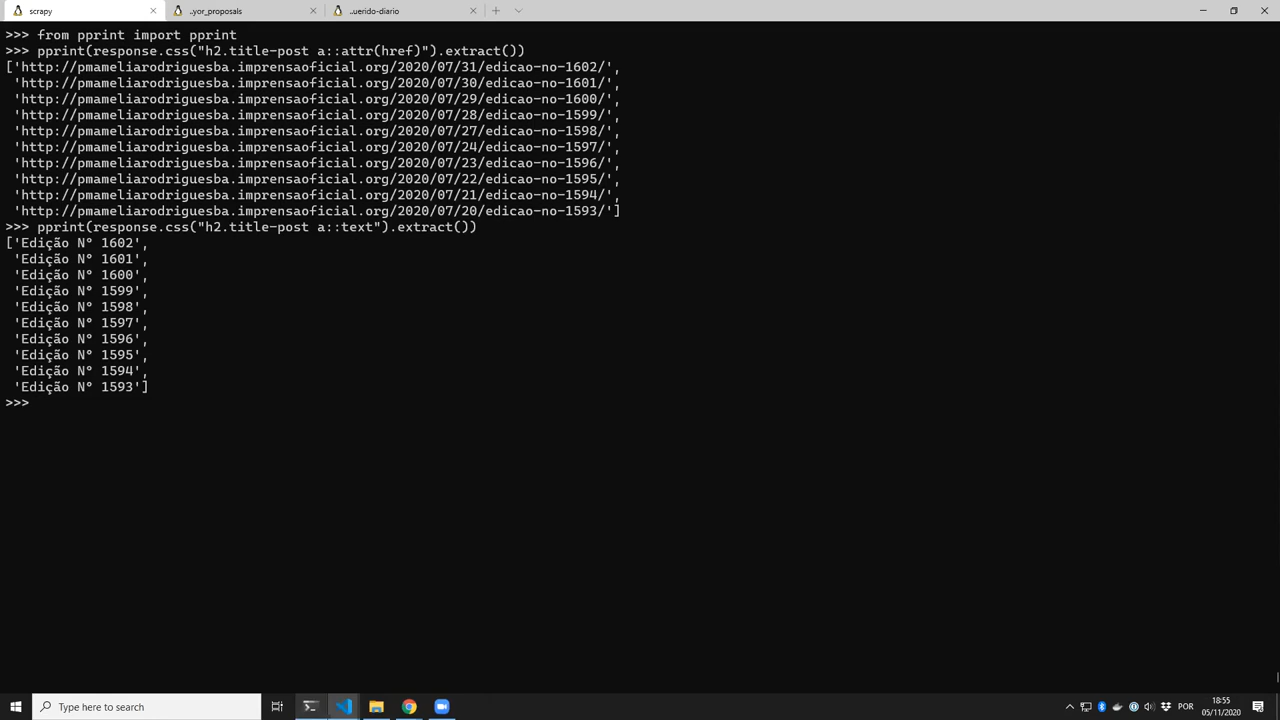 scrapy
..yor_proposals
..uerido-diario
>>> from pprint import pprint
>>> pprint(response.css("h2.title-post a::attr(href)").extract())
['http://pmameliarodriguesba.imprensaoficial.org/2020/07/31/edicao-no-1602/',
'http://pmameliarodriguesba.imprensaoficial.org/2020/07/30/edicao-no-1601/',
'http://pmameliarodriguesba.imprensaoficial.org/2020/07/29/edicao-no-1600/',
'http://pmameliarodriguesba.imprensaoficial.org/2020/07/28/edicao-no-1599/',
'http://pmameliarodriguesba.imprensaoficial.org/2020/07/27/edicao-no-1598/',
'http://pmameliarodriguesba.imprensaoficial.org/2020/07/24/edicao-no-1597/',
'http://pmameliarodriguesba.imprensaoficial.org/2020/07/23/edicao-no-1596/',
'http://pmameliarodriguesba.imprensaoficial.org/2020/07/22/edicao-no-1595/',
'http://pmameliarodriguesba.imprensaoficial.org/2020/07/21/edicao-no-1594/',
'http://pmameliarodriguesba.imprensaoficial.org/2020/07/20/edicao-no-1593/']
>>> pprint(response.css("h2.title-post a::text").extract())
['Edição N° 1602',
'Edição N° 1601',
'Edição N° 1600',
'Edição N° 1599',
'Edição N° 1598',
'Edição N° 1597',
'Edição N° 1596',
'Edição N° 1595',
'Edição N° 1594',
'Edição N° 1593']
>>>
Type here to search
POR
18:55
05/11/2020